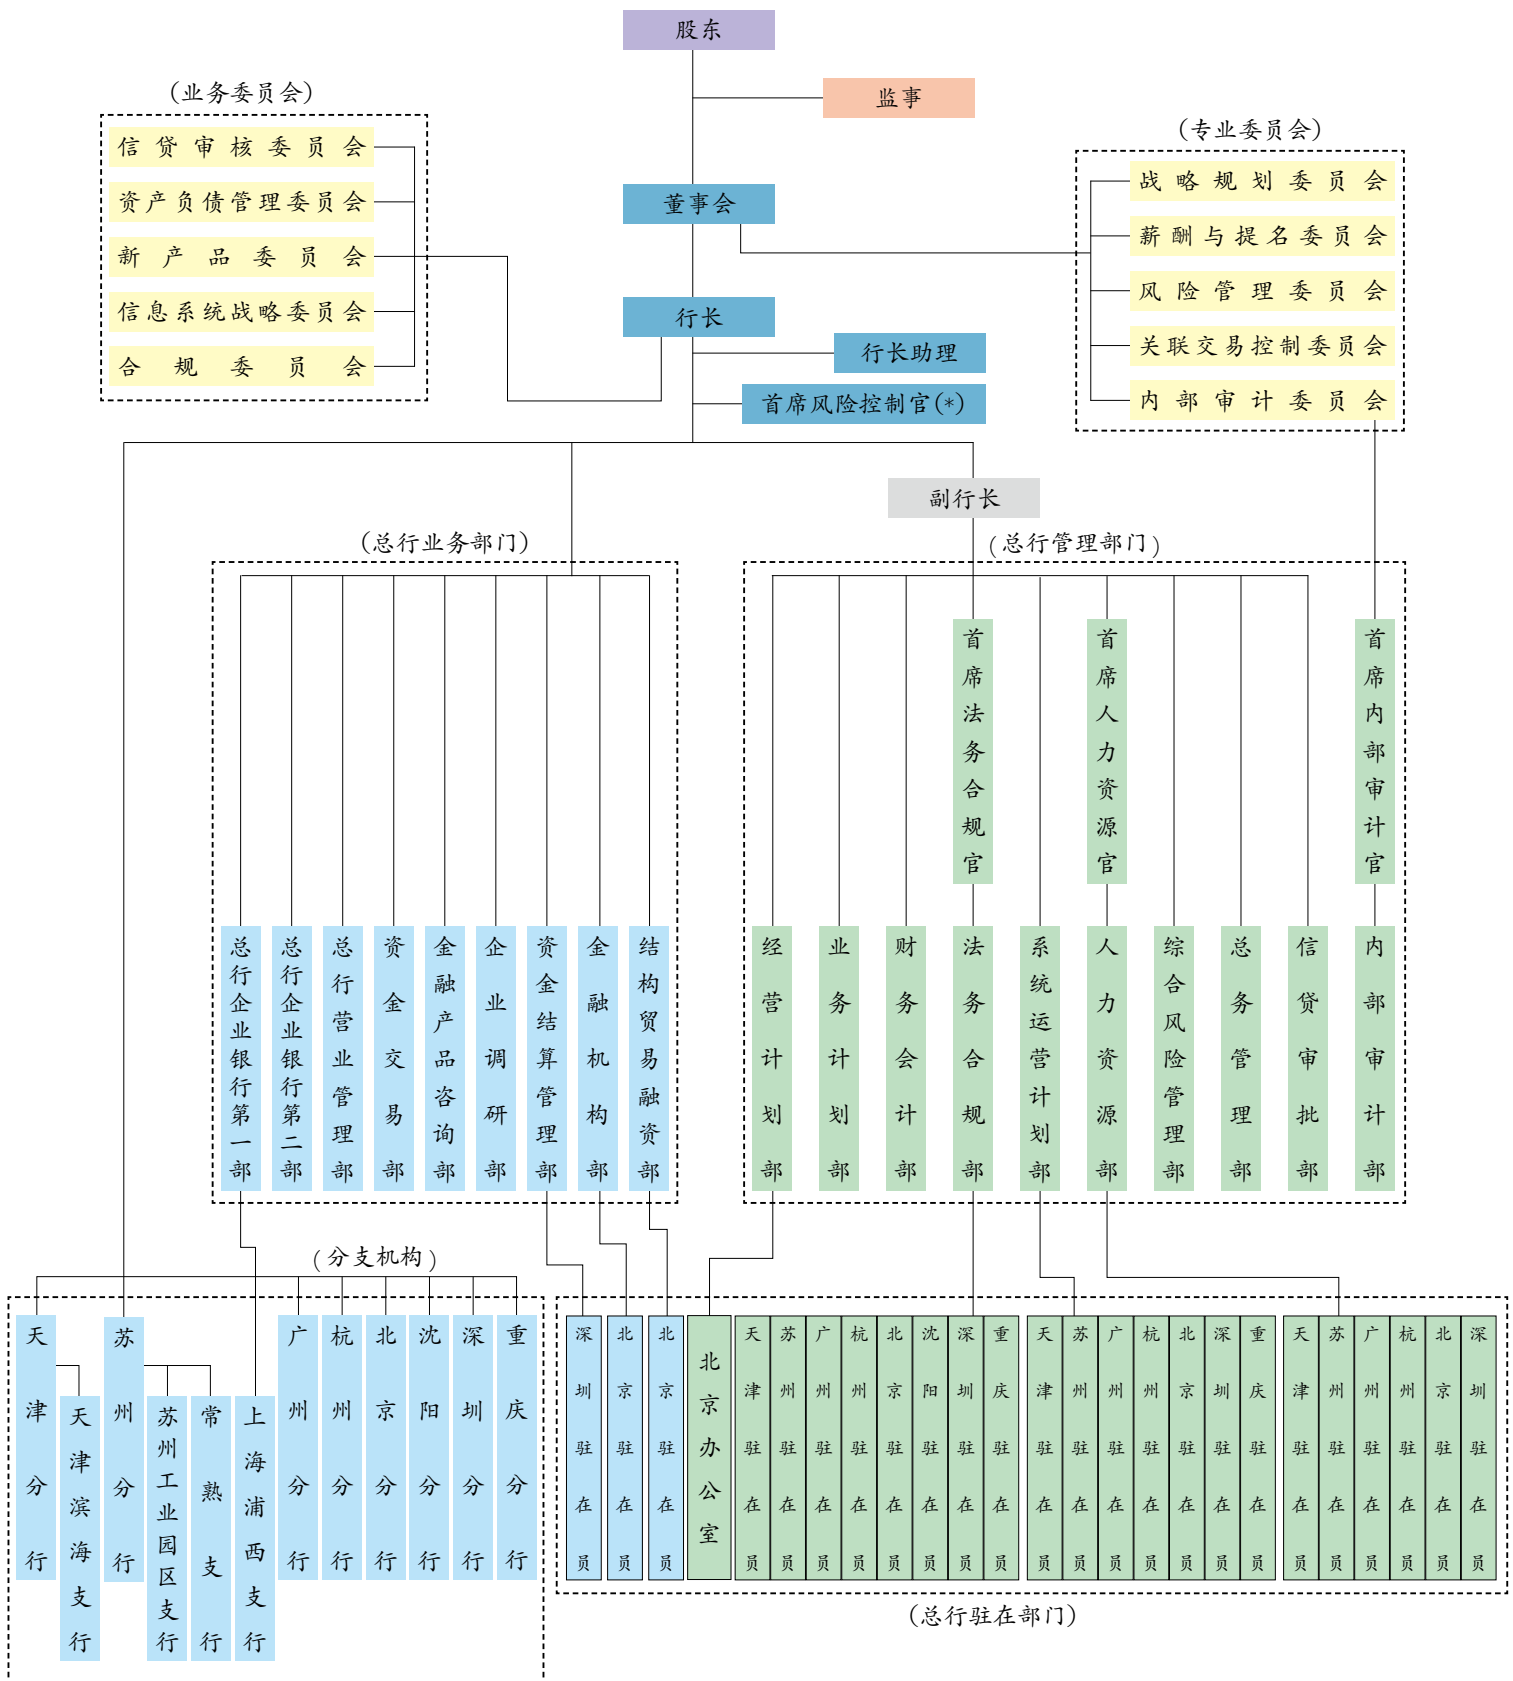 股东
监事
(业务委员会)
信贷审核委员会
资产负债管理委员会
新产品委员会
信息系统战略委员会
合规委员会
(专业委员会)
战略规划委员会
薪酬与提名委员会
风险管理委员会
关联交易控制委员会
内部审计委员会
董事会
行长
行长助理
首席风险控制官(*)
副行长
(总行业务部门)
(总行管理部门)
首席法务合规官
首席人力资源官
首席内部审计官
总行企业银行第一部
总行企业银行第二部
总行营业管理部
资金交易部
金融产品咨询部
企业调研部
资金结算管理部
金融机构部
结构贸易融资部
经营计划部
业务计划部
财务会计部
法务合规部
系统运营计划部
人力资源部
综合风险管理部
总务管理部
信贷审批部
内部审计部
(分支机构)
天津分行
天津滨海支行
苏州分行
苏州工业园区支行
常熟支行
上海浦西支行
广州分行
杭州分行
北京分行
沈阳分行
深圳分行
重庆分行
深圳驻在员
北京驻在员
北京驻在员
北京办公室
天津驻在员
苏州驻在员
广州驻在员
杭州驻在员
北京驻在员
沈阳驻在员
深圳驻在员
重庆驻在员
天津驻在员
苏州驻在员
广州驻在员
杭州驻在员
北京驻在员
深圳驻在员
重庆驻在员
天津驻在员
苏州驻在员
广州驻在员
杭州驻在员
北京驻在员
深圳驻在员
(总行驻在部门)